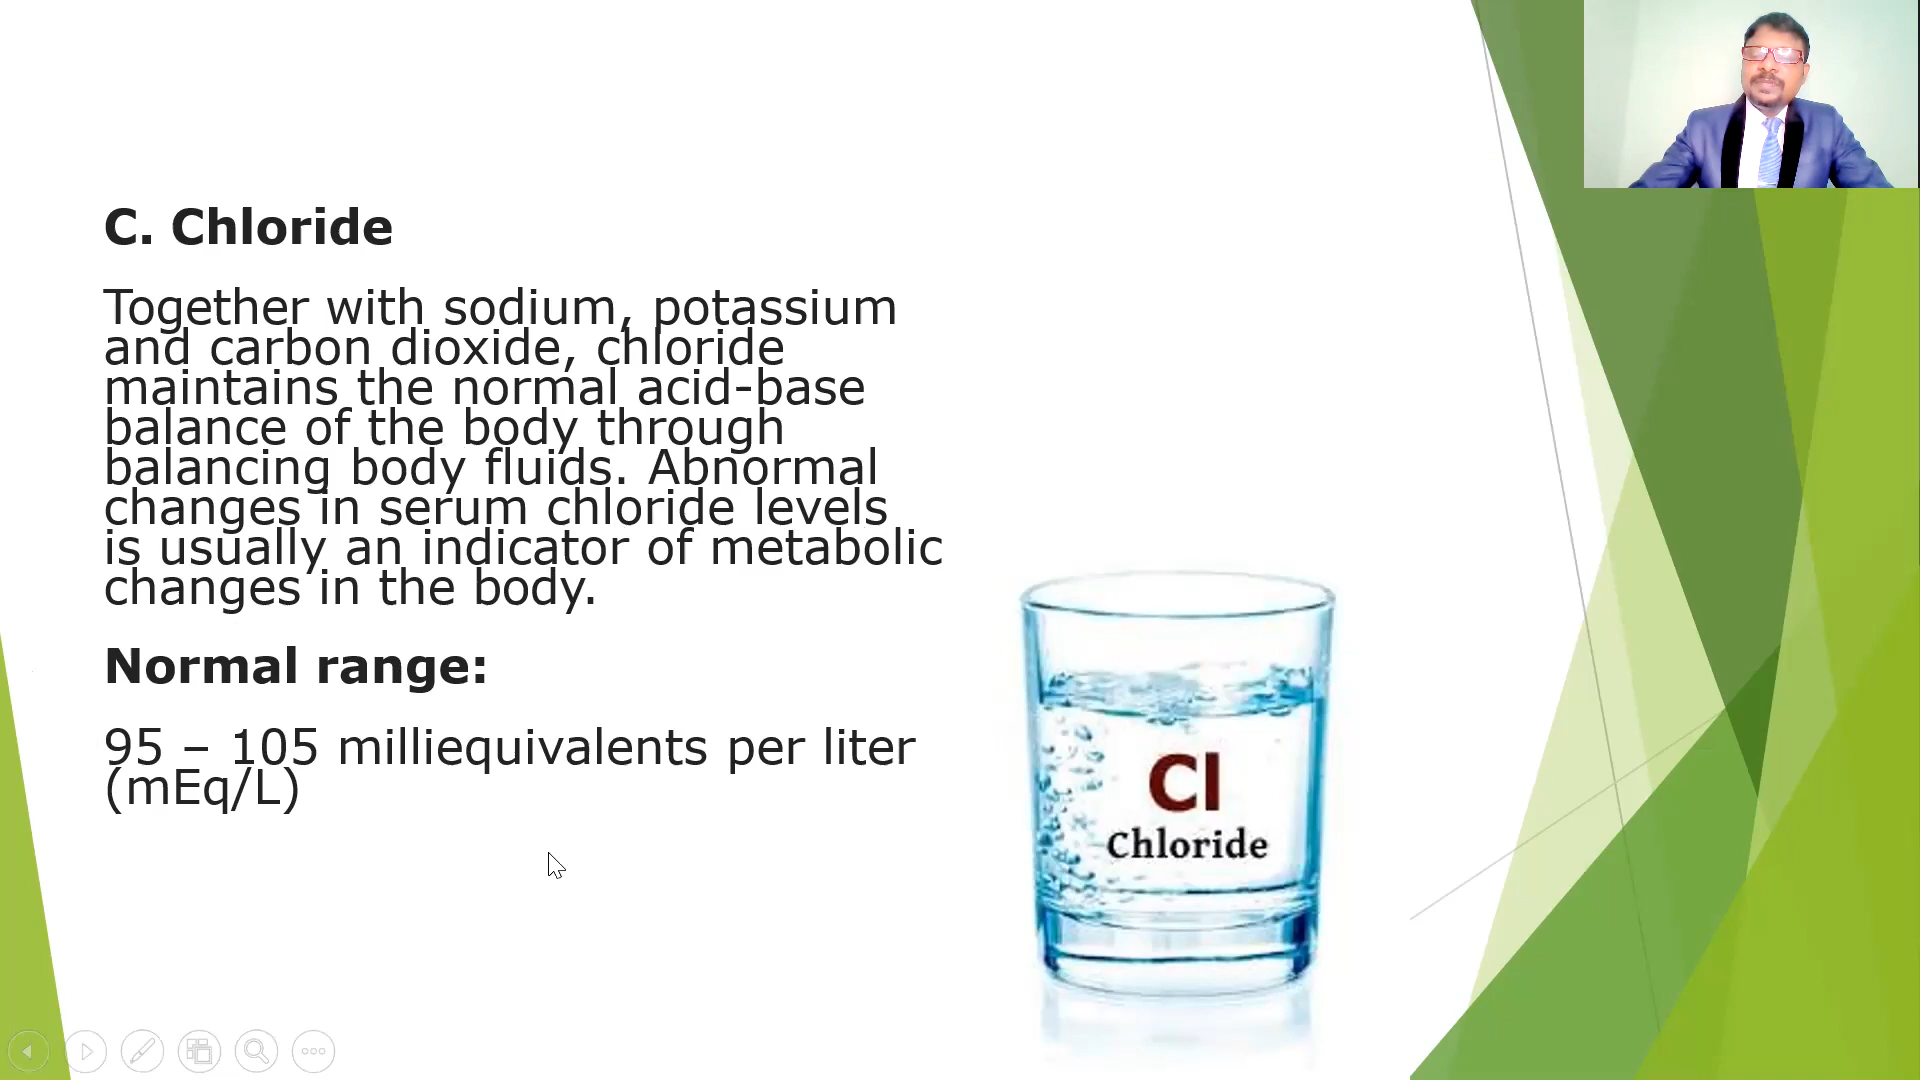 C. Chloride
Together with sodium, potassium
and carbon dioxide, chloride
maintains the normal acid-base
balance of the body through
balancing body fluids. Abnormal
changes in serum chloride levels
is usually an indicator of metabolic
changes in the body.
Normal range:
95 – 105 milliequivalents per liter
(mEq/L)
Cl
Chloride